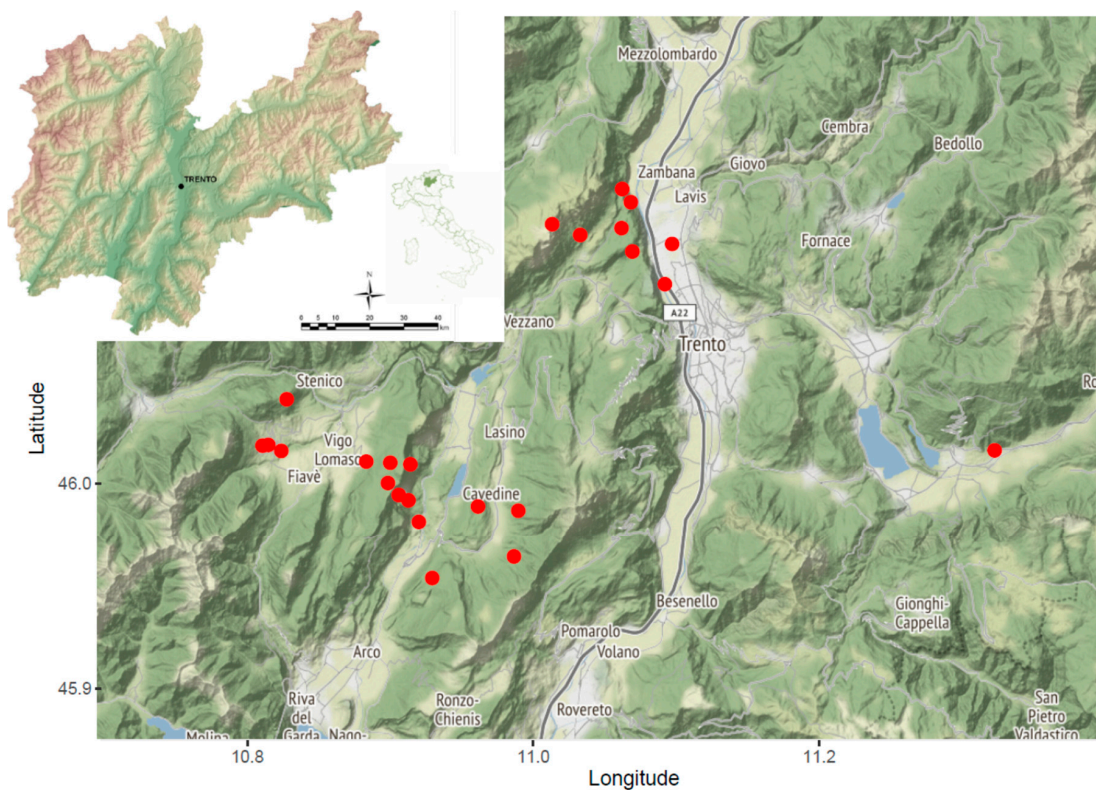 TRENTO
N
0 5 10 20 30 40
km
Mezzolombardo
Cembra
Bedollo
Giovo
Zambana
Lavis
Fornace
Vezzano
A22
Trento
Stenico
Lasino
Vigo
Lomaso
Fiavè
Cavedine
Besenello
Gionghi-
Cappella
Pomarolo
Volano
Arco
Riva
del
Garda
Nago-
Ronzo-
Chienis
Rovereto
San
Pietro
Valdastico
Latitude
46.0
45.9
10.8
11.0
11.2
Longitude